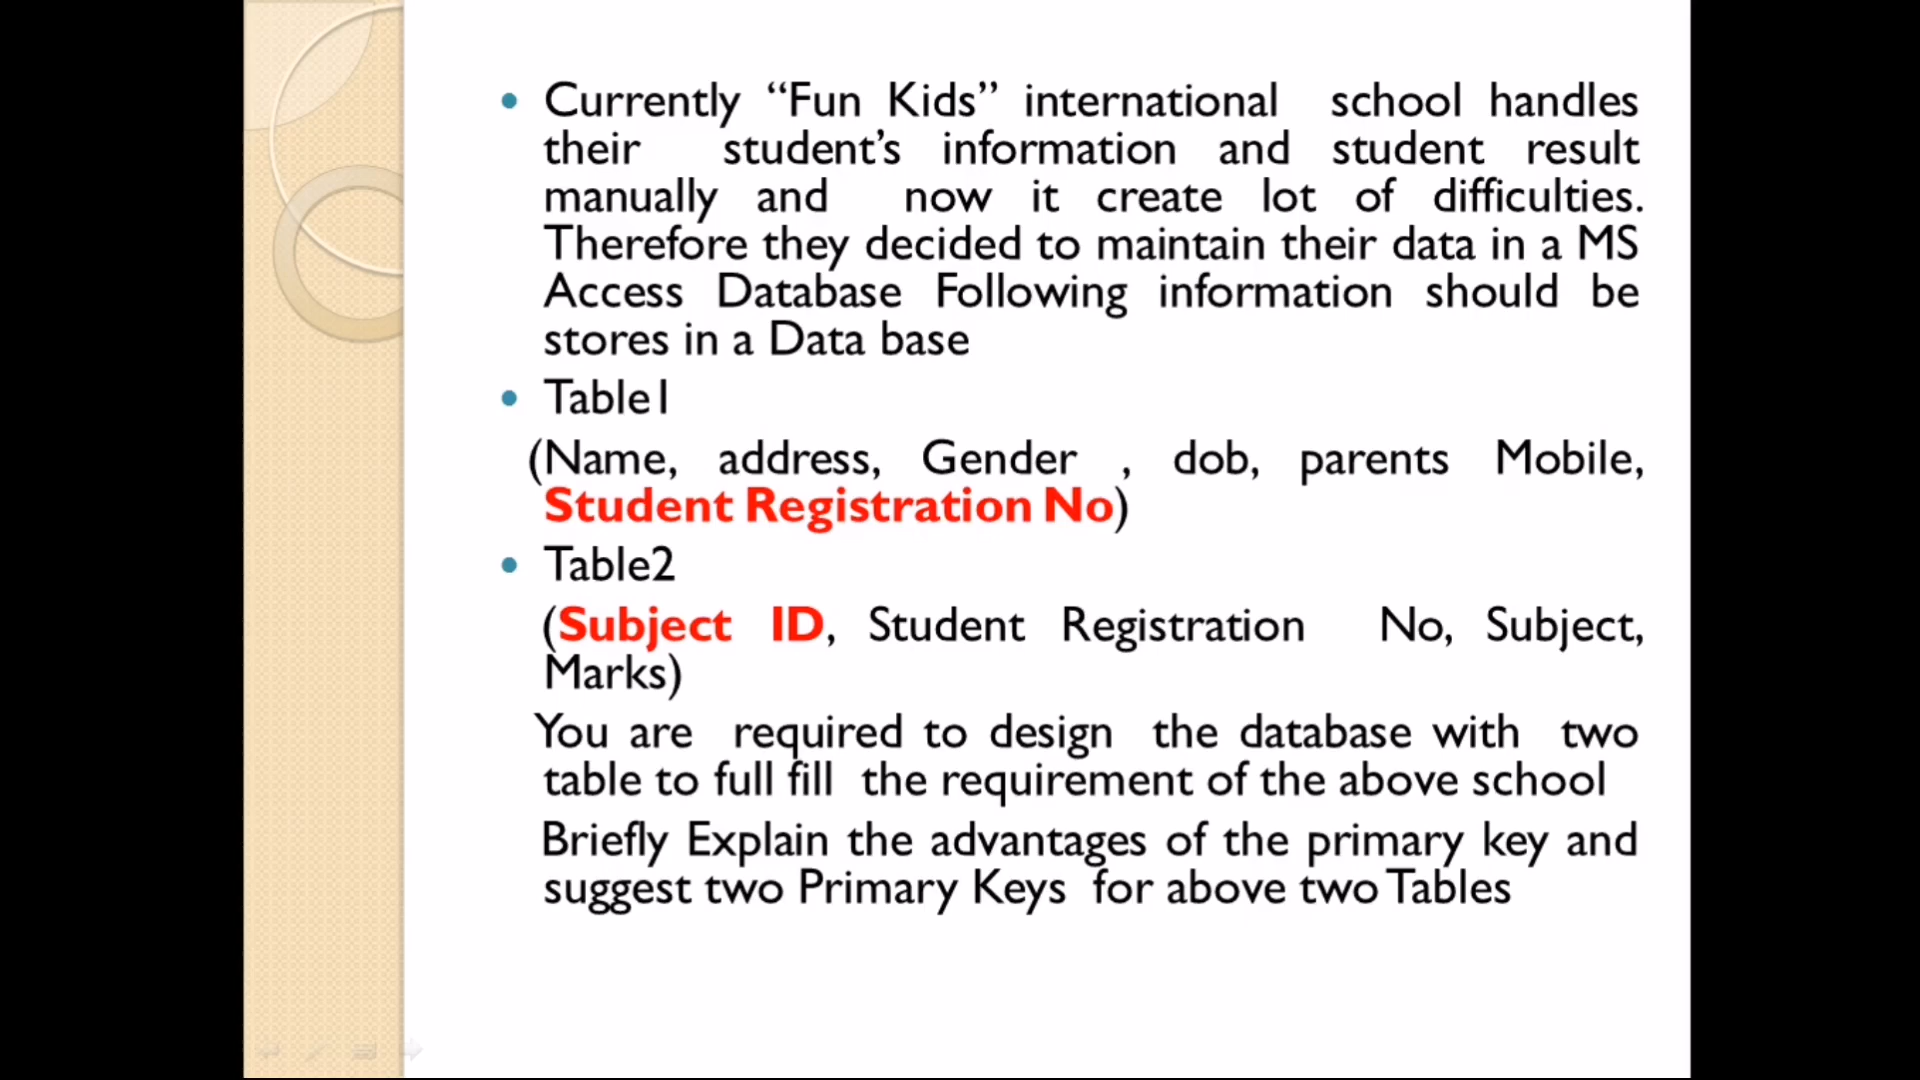 • Currently “Fun Kids” international school handles
their student’s information and student result
manually and now it create lot of difficulties.
Therefore they decided to maintain their data in a MS
Access Database Following information should be
stores in a Data base
• Table1
(Name, address, Gender , dob, parents Mobile,
Student Registration No)
• Table2
(Subject ID, Student Registration No, Subject,
Marks)
You are required to design the database with two
table to full fill the requirement of the above school
Briefly Explain the advantages of the primary key and
suggest two Primary Keys for above two Tables